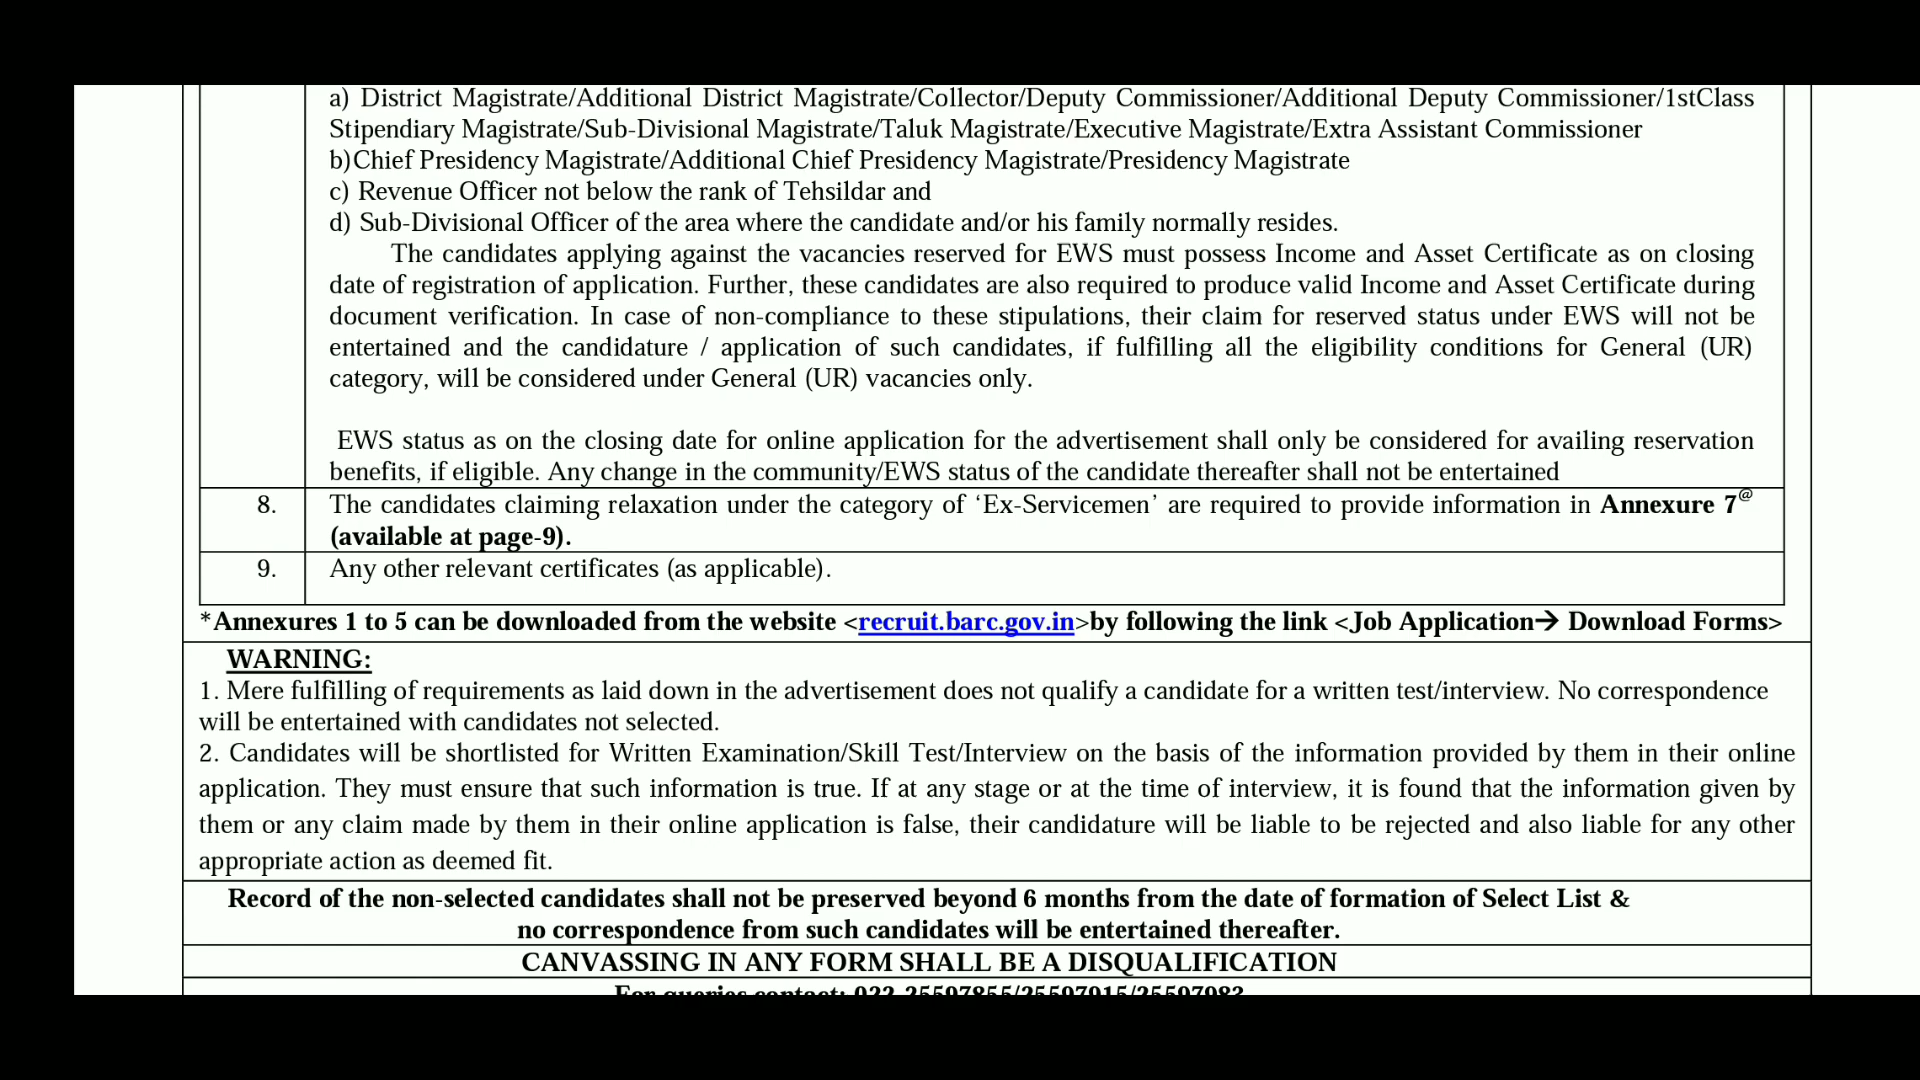 a) District Magistrate/Additional District Magistrate/Collector/Deputy Commissioner/Additional Deputy Commissioner/1stClass
Stipendiary Magistrate/Sub-Divisional Magistrate/Taluk Magistrate/Executive Magistrate/Extra Assistant Commissioner
b)Chief Presidency Magistrate/Additional Chief Presidency Magistrate/Presidency Magistrate
c) Revenue Officer not below the rank of Tehsildar and
d) Sub-Divisional Officer of the area where the candidate and/or his family normally resides.
The candidates applying against the vacancies reserved for EWS must possess Income and Asset Certificate as on closing
date of registration of application. Further, these candidates are also required to produce valid Income and Asset Certificate during
document verification. In case of non-compliance to these stipulations, their claim for reserved status under EWS will not be
entertained and the candidature / application of such candidates, if fulfilling all the eligibility conditions for General (UR)
category, will be considered under General (UR) vacancies only.
EWS status as on the closing date for online application for the advertisement shall only be considered for availing reservation
benefits, if eligible. Any change in the community/EWS status of the candidate thereafter shall not be entertained
8. The candidates claiming relaxation under the category of ‘Ex-Servicemen’ are required to provide information in Annexure 7@
(available at page-9).
9. Any other relevant certificates (as applicable).
*Annexures 1 to 5 can be downloaded from the website <recruit.barc.gov.in>by following the link <Job Application→ Download Forms>
WARNING:
1. Mere fulfilling of requirements as laid down in the advertisement does not qualify a candidate for a written test/interview. No correspondence
will be entertained with candidates not selected.
2. Candidates will be shortlisted for Written Examination/Skill Test/Interview on the basis of the information provided by them in their online
application. They must ensure that such information is true. If at any stage or at the time of interview, it is found that the information given by
them or any claim made by them in their online application is false, their candidature will be liable to be rejected and also liable for any other
appropriate action as deemed fit.
Record of the non-selected candidates shall not be preserved beyond 6 months from the date of formation of Select List &
no correspondence from such candidates will be entertained thereafter.
CANVASSING IN ANY FORM SHALL BE A DISQUALIFICATION
For queries contact: 022-25597855/25597915/25597983